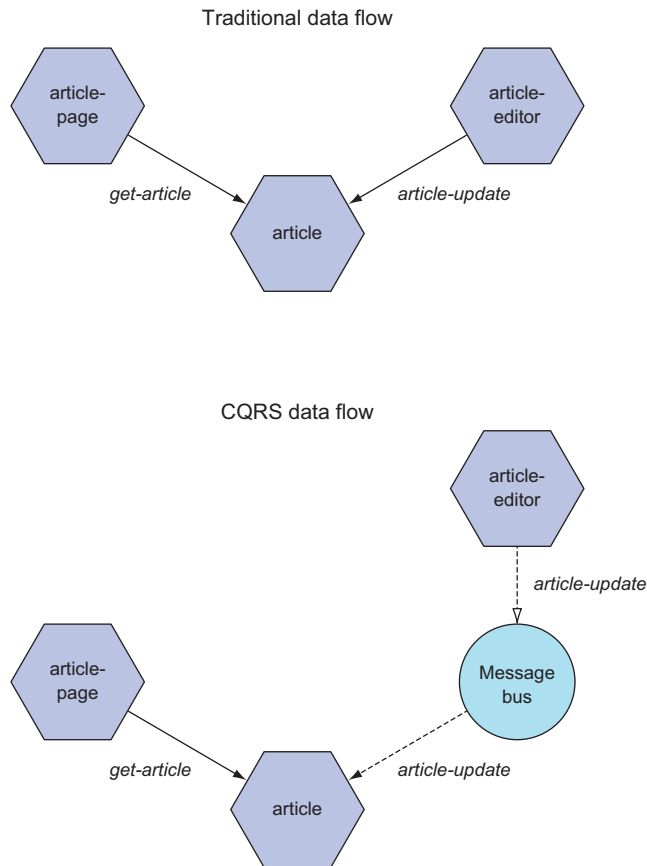 Traditional data flow
article-
page
article-
editor
get-article
article-update
article
CQRS data flow
article-
editor
article-update
article-
page
Message
bus
get-article
article-update
article